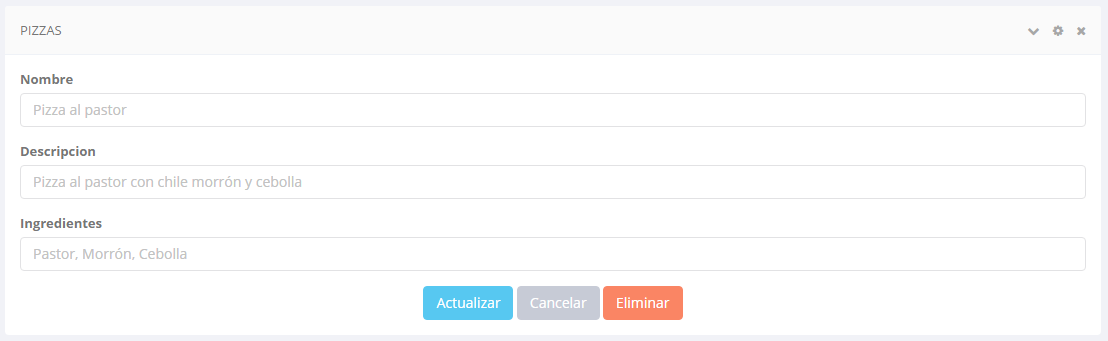 PIZZAS
Nombre
Pizza al pastor
Descripcion
Pizza al pastor con chile morrón y cebolla
Ingredientes
Pastor, Morrón, Cebolla
Actualizar Cancelar Eliminar